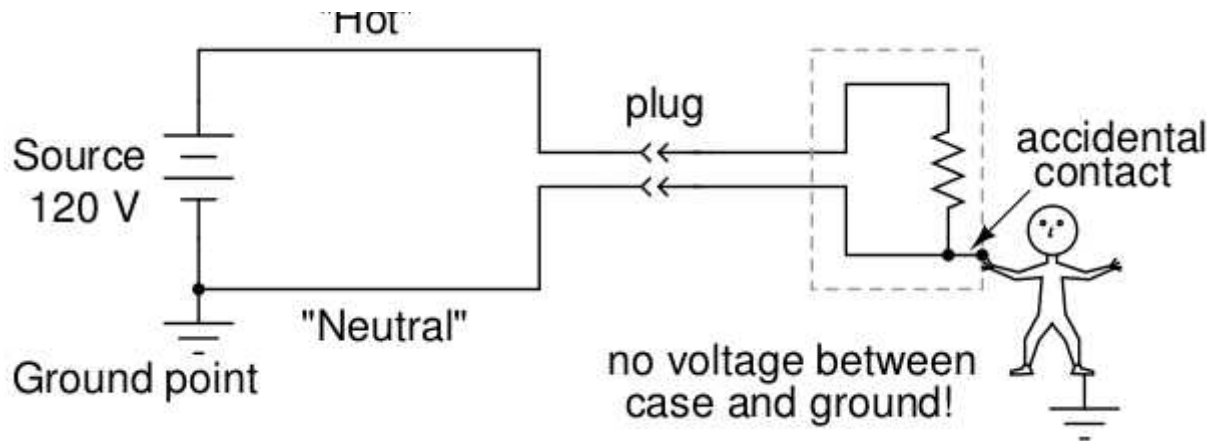 "Hot"
plug
Source
120 V
accidental
contact
"Neutral"
Ground point
no voltage between
case and ground!